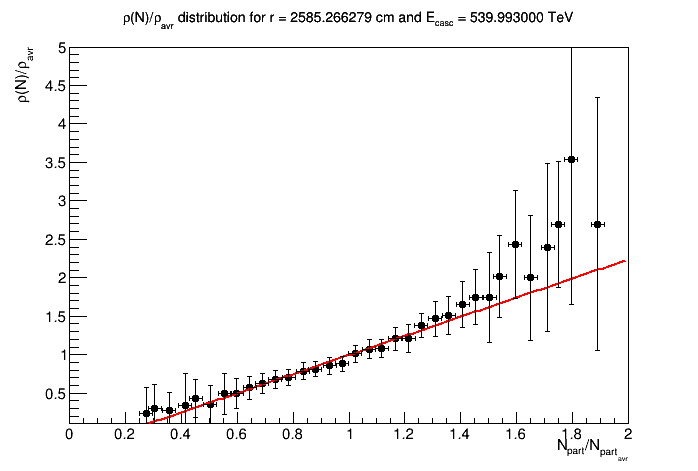 ρ(N)/ρavr distribution for r = 2585.266279 cm and Ecasc = 539.993000 TeV
ρ(N)/ρavr
5
4.5
4
3.5
3
2.5
2
1.5
1
0.5
0 0.2 0.4 0.6 0.8 1 1.2 1.4 1.6 1.8 2
Npart/Npartavr